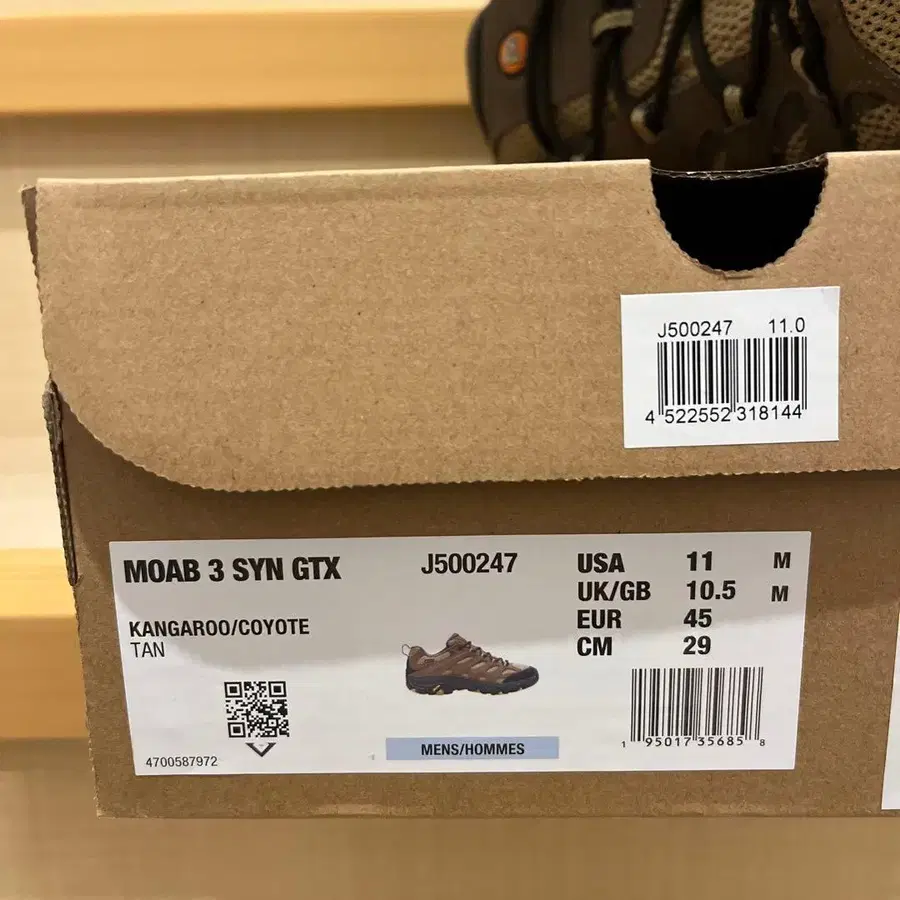 J500247 11.0
4 522552 318144
MOAB 3 SYN GTX J500247
KANGAROO/COYOTE
TAN
USA 11 M
UK/GB 10.5 M
EUR 45
CM 29
4700587972
MENS/HOMMES
1 95017 35685 8